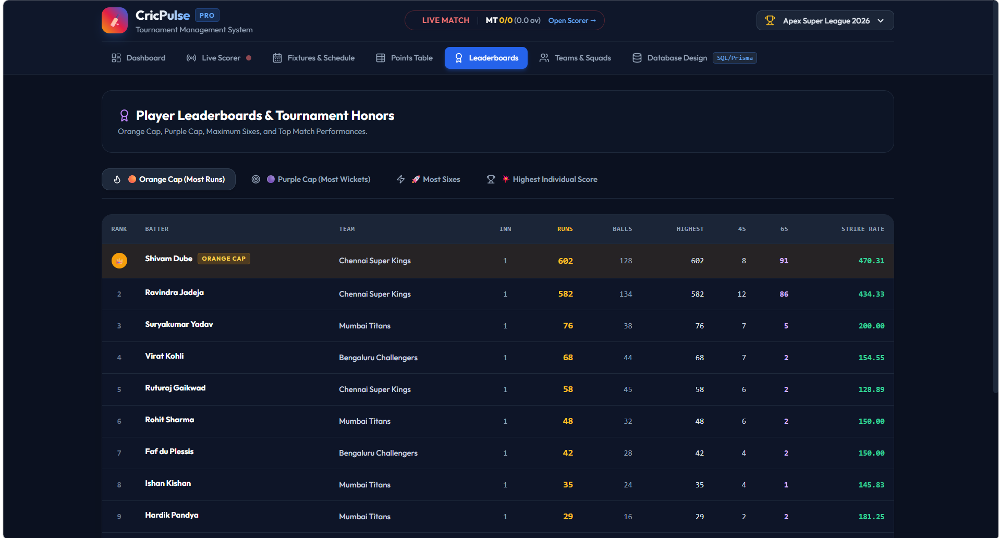 CricPulse PRO
Tournament Management System
LIVE MATCH MT 0/0 (0.0 ov) Open Scorer →
Apex Super League 2026
Dashboard Live Scorer Fixtures & Schedule Points Table Leaderboards Teams & Squads Database Design SQL/Prisma
Player Leaderboards & Tournament Honors
Orange Cap, Purple Cap, Maximum Sixes, and Top Match Performances.
Orange Cap (Most Runs) Purple Cap (Most Wickets) Most Sixes Highest Individual Score
RANK BATTER TEAM INN RUNS BALLS HIGHEST 4S 6S STRIKE RATE
Shivam Dube ORANGE CAP Chennai Super Kings 1 602 128 602 8 91 470.31
2 Ravindra Jadeja Chennai Super Kings 1 582 134 582 12 86 434.33
3 Suryakumar Yadav Mumbai Titans 1 76 38 76 7 5 200.00
4 Virat Kohli Bengaluru Challengers 1 68 44 68 7 2 154.55
5 Ruturaj Gaikwad Chennai Super Kings 1 58 45 58 6 2 128.89
6 Rohit Sharma Mumbai Titans 1 48 32 48 6 2 150.00
7 Faf du Plessis Bengaluru Challengers 1 42 28 42 4 2 150.00
8 Ishan Kishan Mumbai Titans 1 35 24 35 4 1 145.83
9 Hardik Pandya Mumbai Titans 1 29 16 29 2 2 181.25